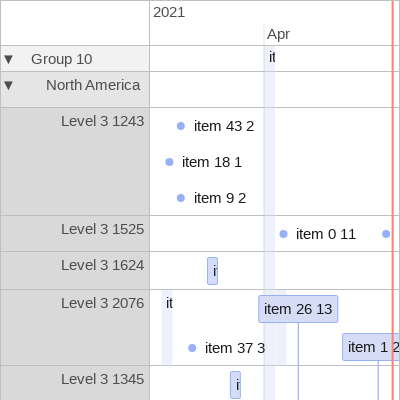 2021
Apr
▼ Group 10
it
▼ North America
Level 3 1243
item 43 2
item 18 1
item 9 2
Level 3 1525
item 0 11
Level 3 1624
Level 3 2076
it
item 26 13
item 37 3
item 1 2
Level 3 1345